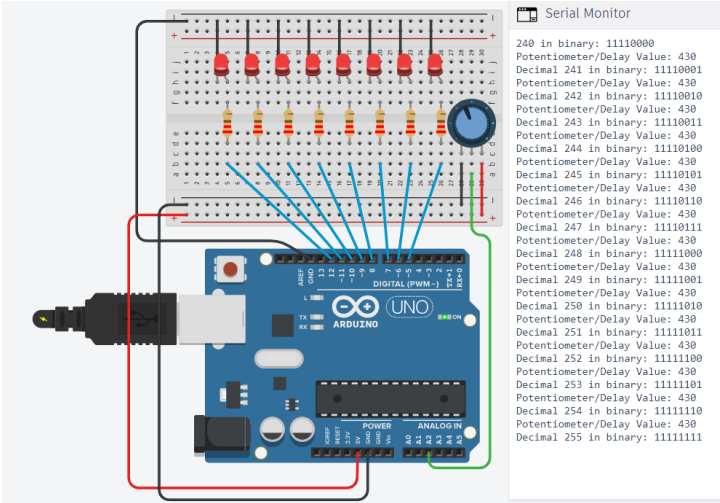 Serial Monitor
240 in binary: 11110000
Potentiometer/Delay Value: 430
Decimal 241 in binary: 11110001
Potentiometer/Delay Value: 430
Decimal 242 in binary: 11110010
Potentiometer/Delay Value: 430
Decimal 243 in binary: 11110011
Potentiometer/Delay Value: 430
Decimal 244 in binary: 11110100
Potentiometer/Delay Value: 430
Decimal 245 in binary: 11110101
Potentiometer/Delay Value: 430
Decimal 246 in binary: 11110110
Potentiometer/Delay Value: 430
Decimal 247 in binary: 11110111
Potentiometer/Delay Value: 430
Decimal 248 in binary: 11111000
Potentiometer/Delay Value: 430
Decimal 249 in binary: 11111001
Potentiometer/Delay Value: 430
Decimal 250 in binary: 11111010
Potentiometer/Delay Value: 430
Decimal 251 in binary: 11111011
Potentiometer/Delay Value: 430
Decimal 252 in binary: 11111100
Potentiometer/Delay Value: 430
Decimal 253 in binary: 11111101
Potentiometer/Delay Value: 430
Decimal 254 in binary: 11111110
Potentiometer/Delay Value: 430
Decimal 255 in binary: 11111111
AREF GND 13 12 ~11 ~10 ~9 8 7 ~6 ~5 4 ~3 2 TX→1 RX←0
DIGITAL (PWM~)
L
TX
RX
UNO
ON
ARDUINO
POWER
ANALOG IN
IOREF RESET 3.3V 5V GND GND Vin A0 A1 A2 A3 A4 A5